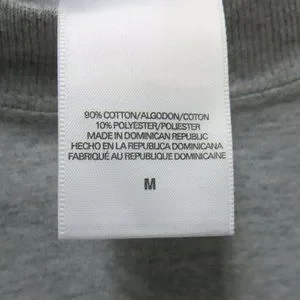 90% COTTON/ALGODON/COTON
10% POLYESTER/POLIESTER
MADE IN DOMINICAN REPUBLIC
HECHO EN LA REPUBLICA DOMINICANA
FABRIQUÉ AU REPUBLIQUE DOMINICAINE
M